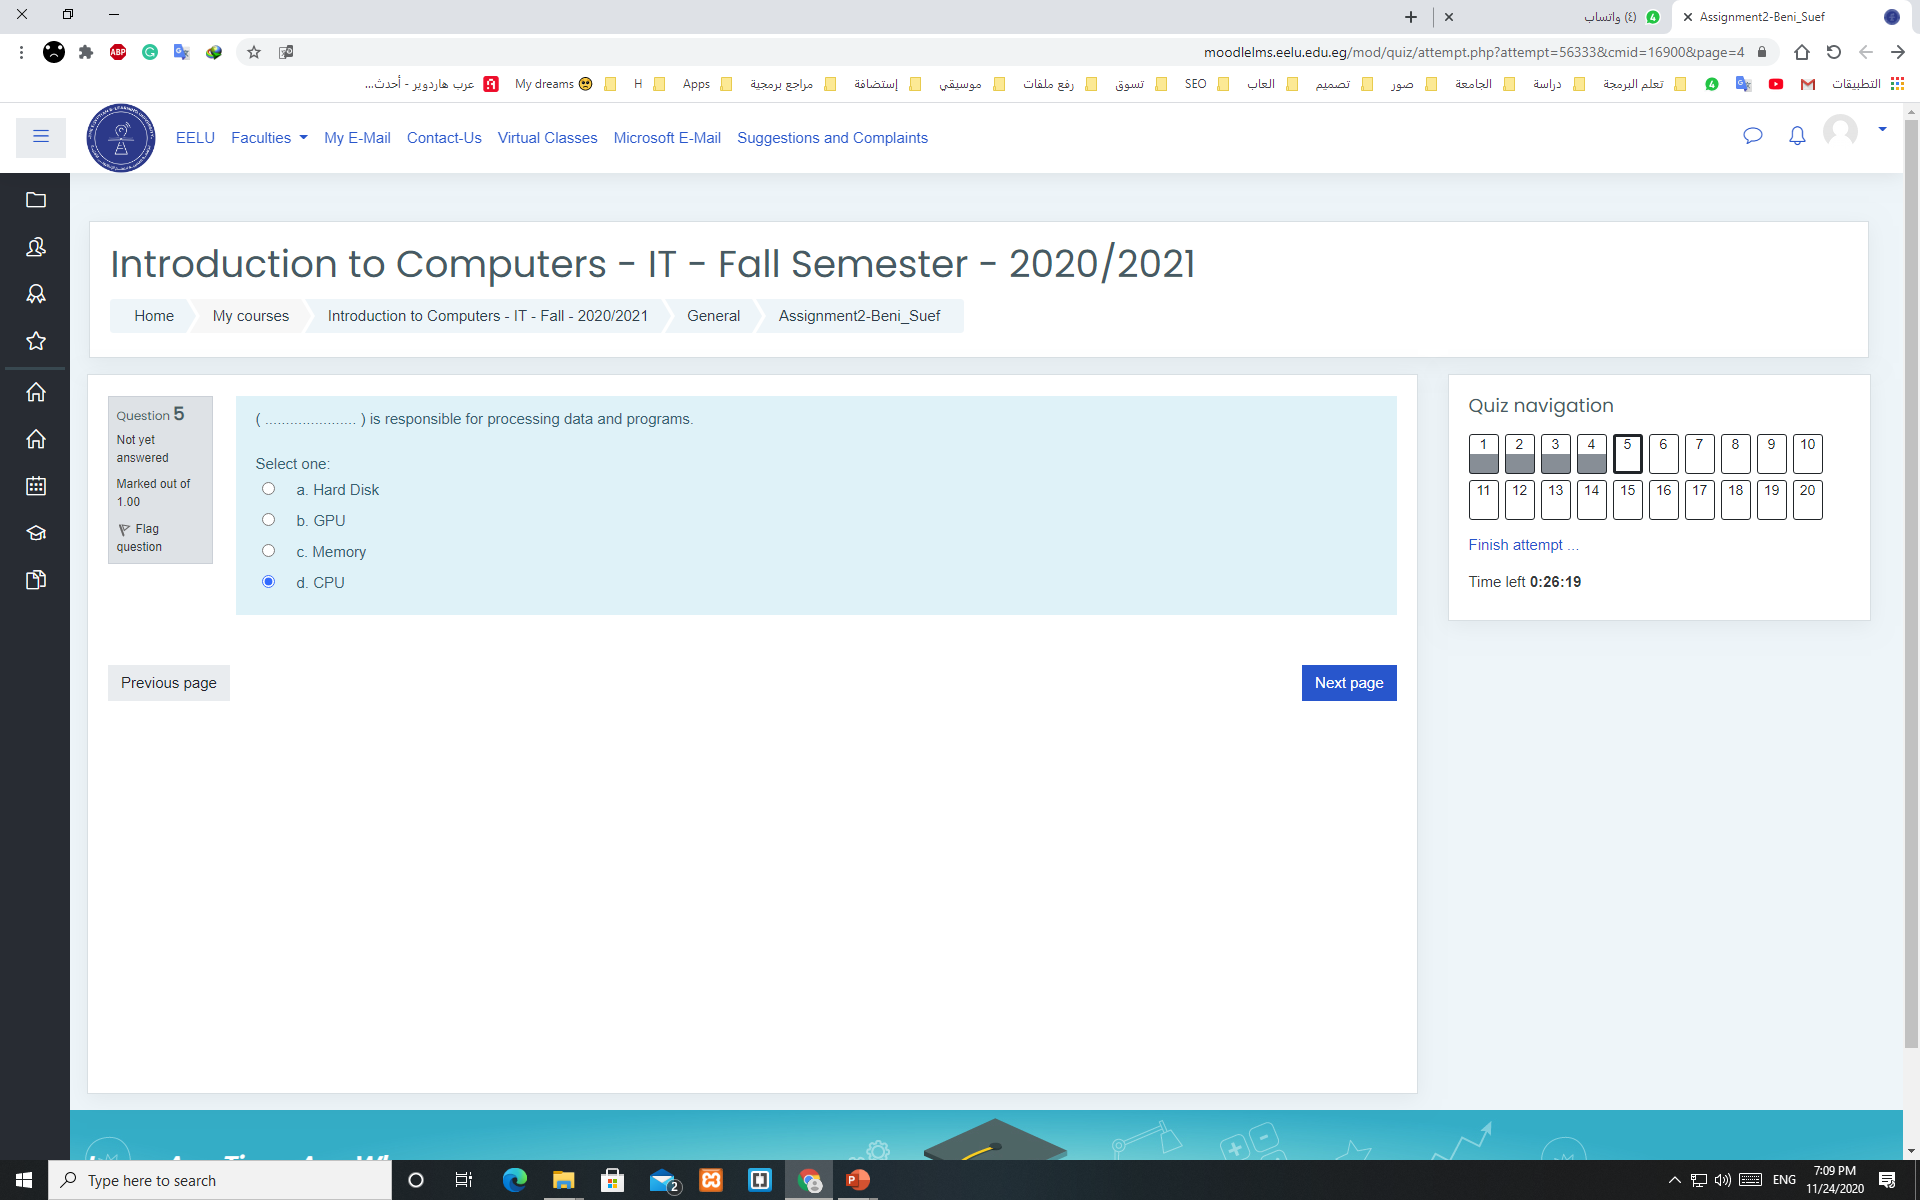 (٤) واتساب
Assignment2-Beni_Suef
moodlelms.eelu.edu.eg/mod/quiz/attempt.php?attempt=56333&cmid=16900&page=4
ABP
عرب هاردوير - أحدث...
My dreams
H
Apps
مراجع برمجية
إستضافة
موسيقي
رفع ملفات
تسوق
SEO
العاب
تصميم
صور
الجامعة
دراسة
تعلم البرمجة
التطبيقات
EELU Faculties My E-Mail Contact-Us Virtual Classes Microsoft E-Mail Suggestions and Complaints
Introduction to Computers - IT - Fall Semester - 2020/2021
Home My courses Introduction to Computers - IT - Fall - 2020/2021 General Assignment2-Beni_Suef
Question 5
Not yet
answered
Marked out of
1.00
Flag
question
( ...................... ) is responsible for processing data and programs.
Select one:
a. Hard Disk
b. GPU
c. Memory
d. CPU
Previous page
Next page
Quiz navigation
1 2 3 4 5 6 7 8 9 10
11 12 13 14 15 16 17 18 19 20
Finish attempt ...
Time left 0:26:19
Type here to search
2
ENG
7:09 PM
11/24/2020